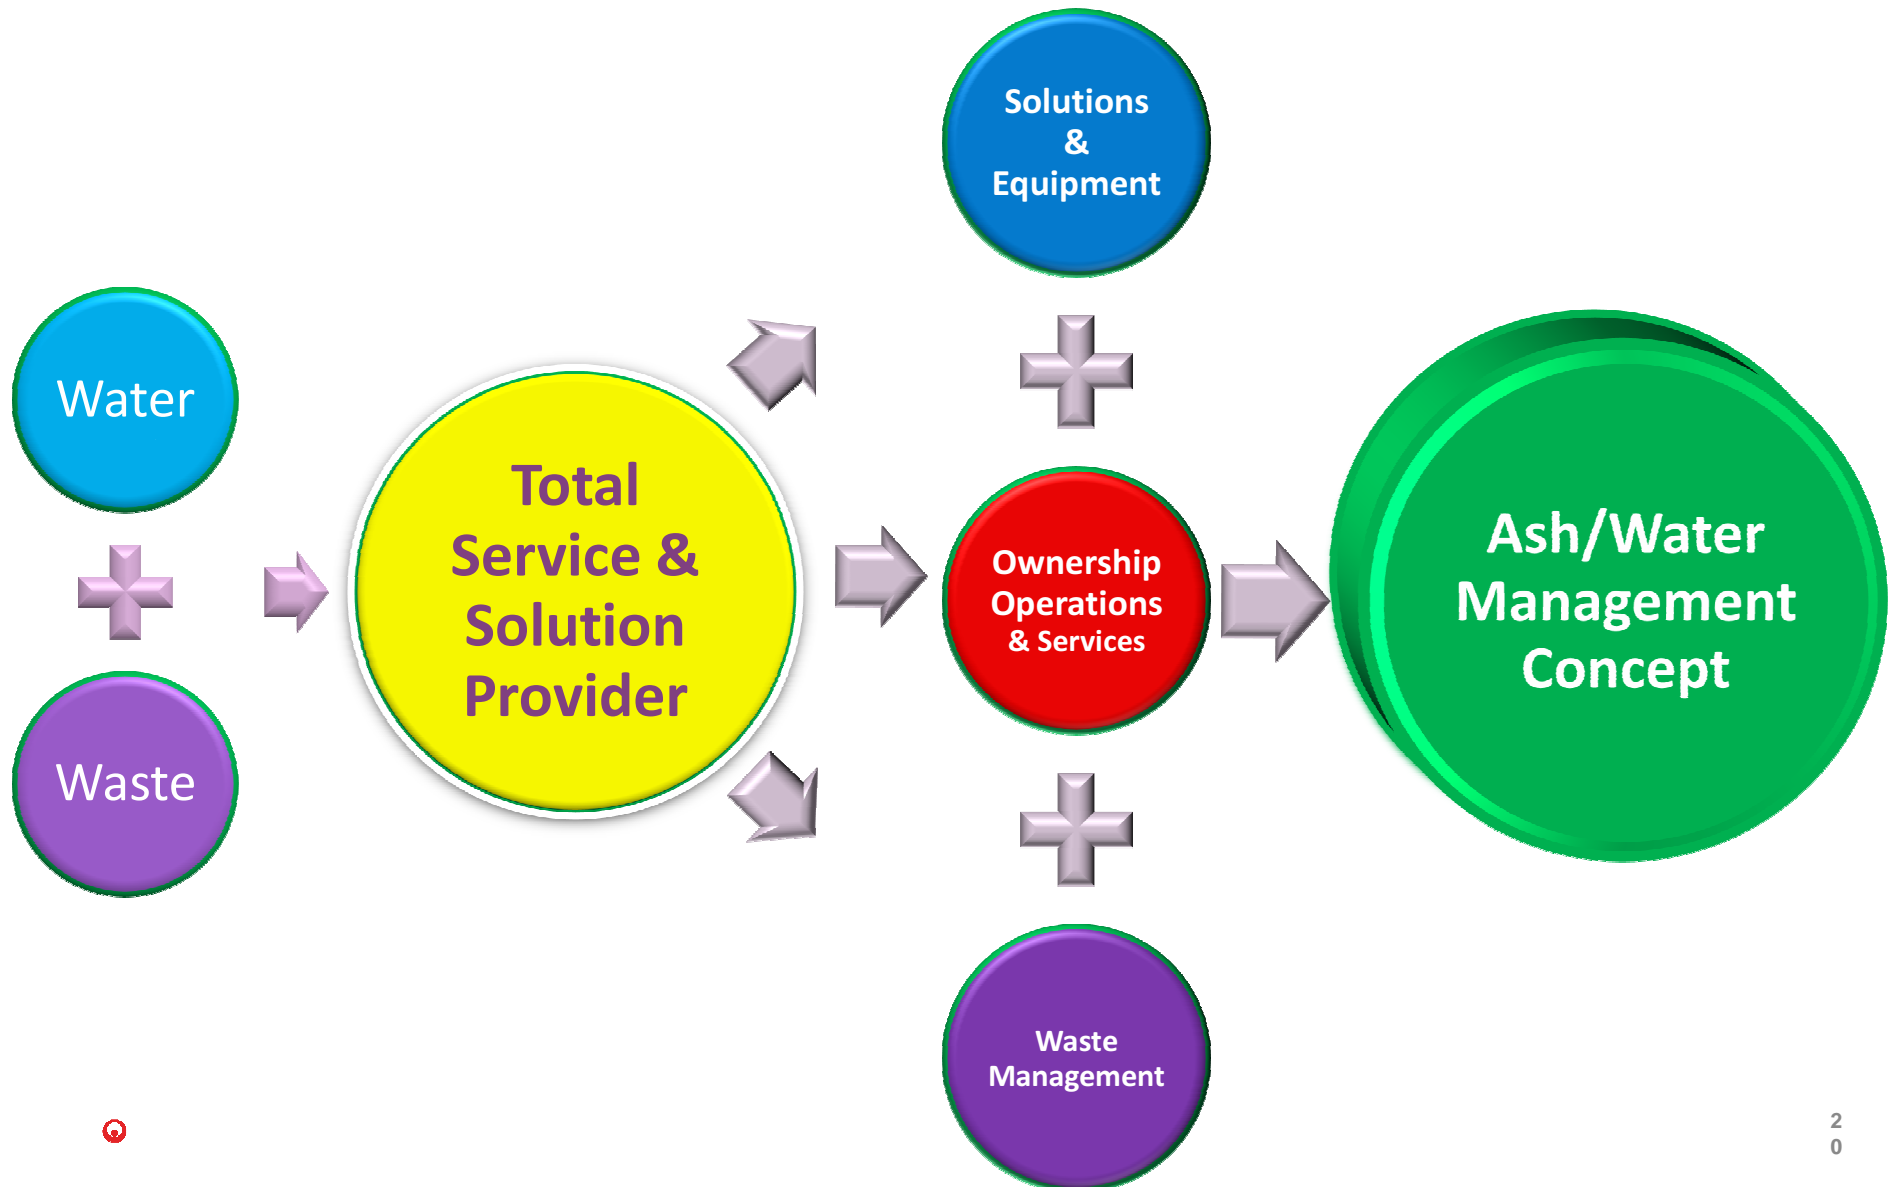 Water
Waste
Total
Service &
Solution
Provider
Solutions
&
Equipment
Ownership
Operations
& Services
Waste
Management
Ash/Water
Management
Concept
2
0